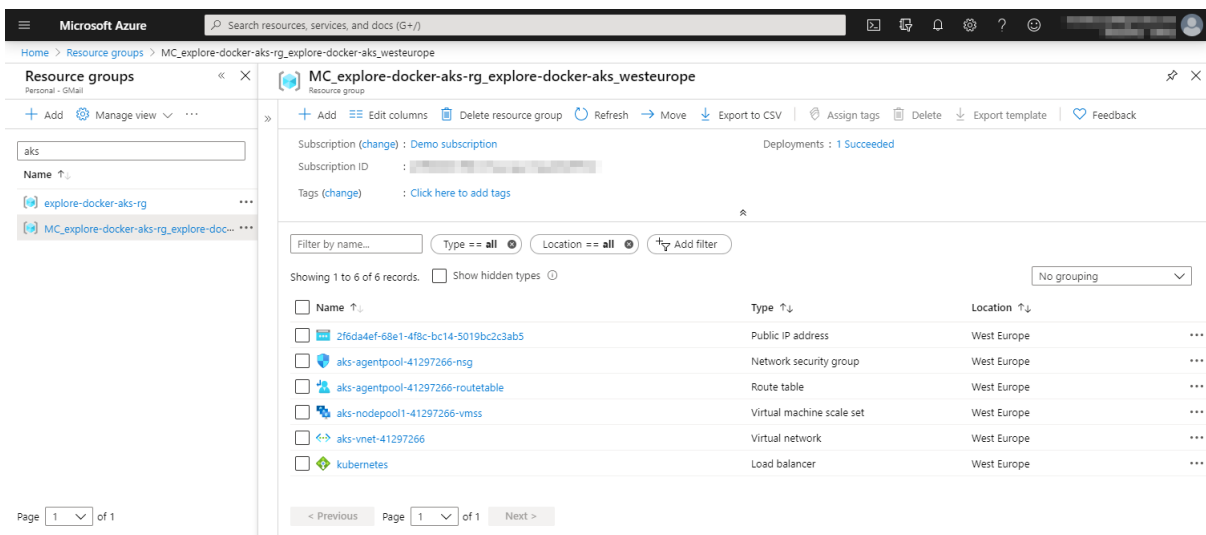 Microsoft Azure
Search resources, services, and docs (G+/)
Home > Resource groups > MC_explore-docker-aks-rg_explore-docker-aks_westeurope
Resource groups
Personal - GMail
Add Manage view
aks
Name
explore-docker-aks-rg
MC_explore-docker-aks-rg_explore-doc...
Page 1 of 1
MC_explore-docker-aks-rg_explore-docker-aks_westeurope
Resource group
Add Edit columns Delete resource group Refresh Move Export to CSV Assign tags Delete Export template Feedback
Subscription (change) : Demo subscription Deployments : 1 Succeeded
Subscription ID :
Tags (change) : Click here to add tags
Filter by name... Type == all Location == all Add filter
Showing 1 to 6 of 6 records. Show hidden types No grouping
Name Type Location
2f6da4ef-68e1-4f8c-bc14-5019bc2c3ab5 Public IP address West Europe
aks-agentpool-41297266-nsg Network security group West Europe
aks-agentpool-41297266-routetable Route table West Europe
aks-nodepool1-41297266-vmss Virtual machine scale set West Europe
aks-vnet-41297266 Virtual network West Europe
kubernetes Load balancer West Europe
< Previous Page 1 of 1 Next >